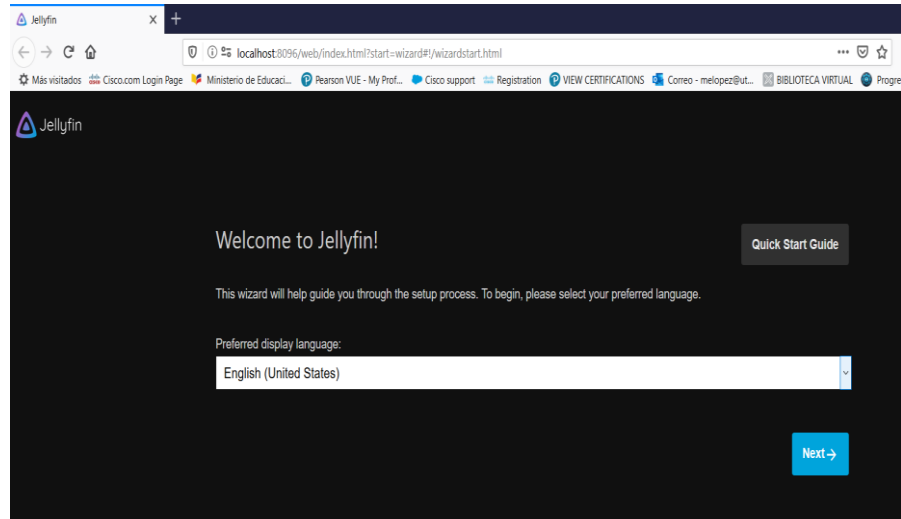 Jellyfin X +
localhost:8096/web/index.html?start=wizard#!/wizardstart.html
Más visitados Cisco.com Login Page Ministerio de Educaci... Pearson VUE - My Prof... Cisco support Registration VIEW CERTIFICATIONS Correo - melopez@ut... BIBLIOTECA VIRTUAL Progre
Jellyfin
Welcome to Jellyfin!
Quick Start Guide
This wizard will help guide you through the setup process. To begin, please select your preferred language.
Preferred display language:
English (United States)
Next→